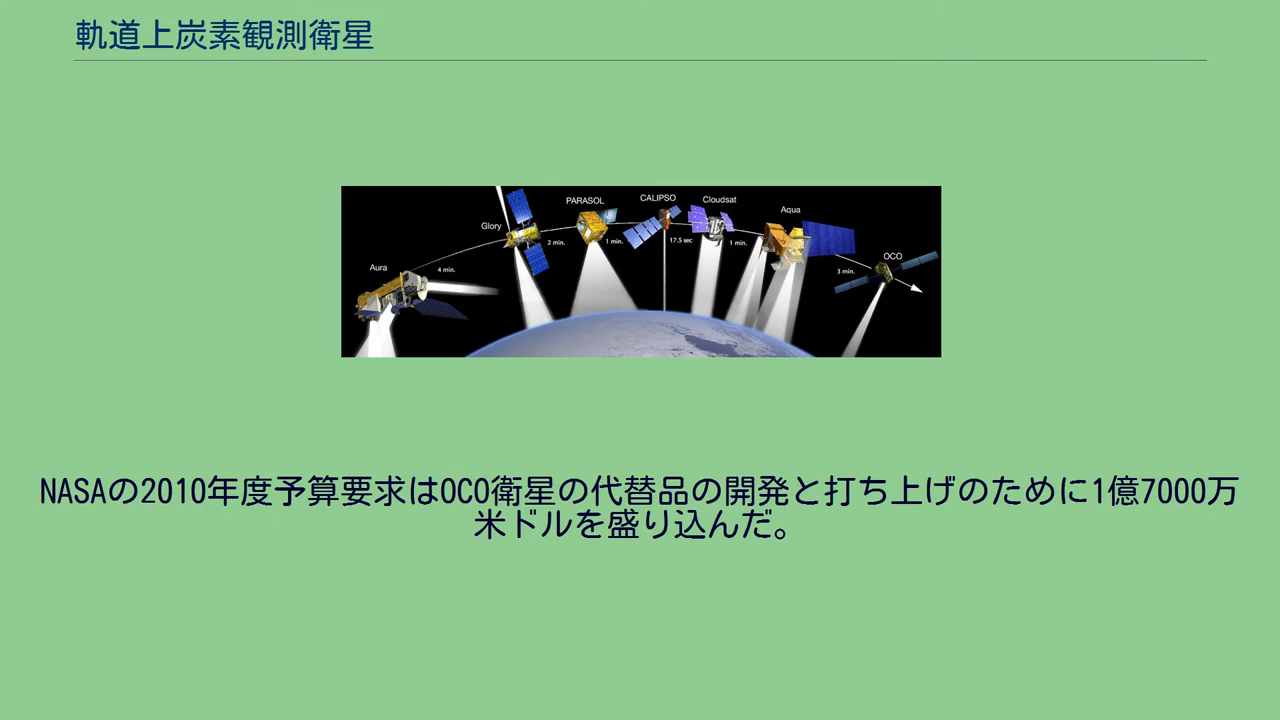 軌道上炭素観測衛星
PARASOL
CALIPSO
Cloudsat
Aqua
Glory
2 min.
1 min.
17.5 sec
1 min.
OCO
Aura
4 min.
3 min.
NASAの2010年度予算要求はOCO衛星の代替品の開発と打ち上げのために1億7000万
米ドルを盛り込んだ。